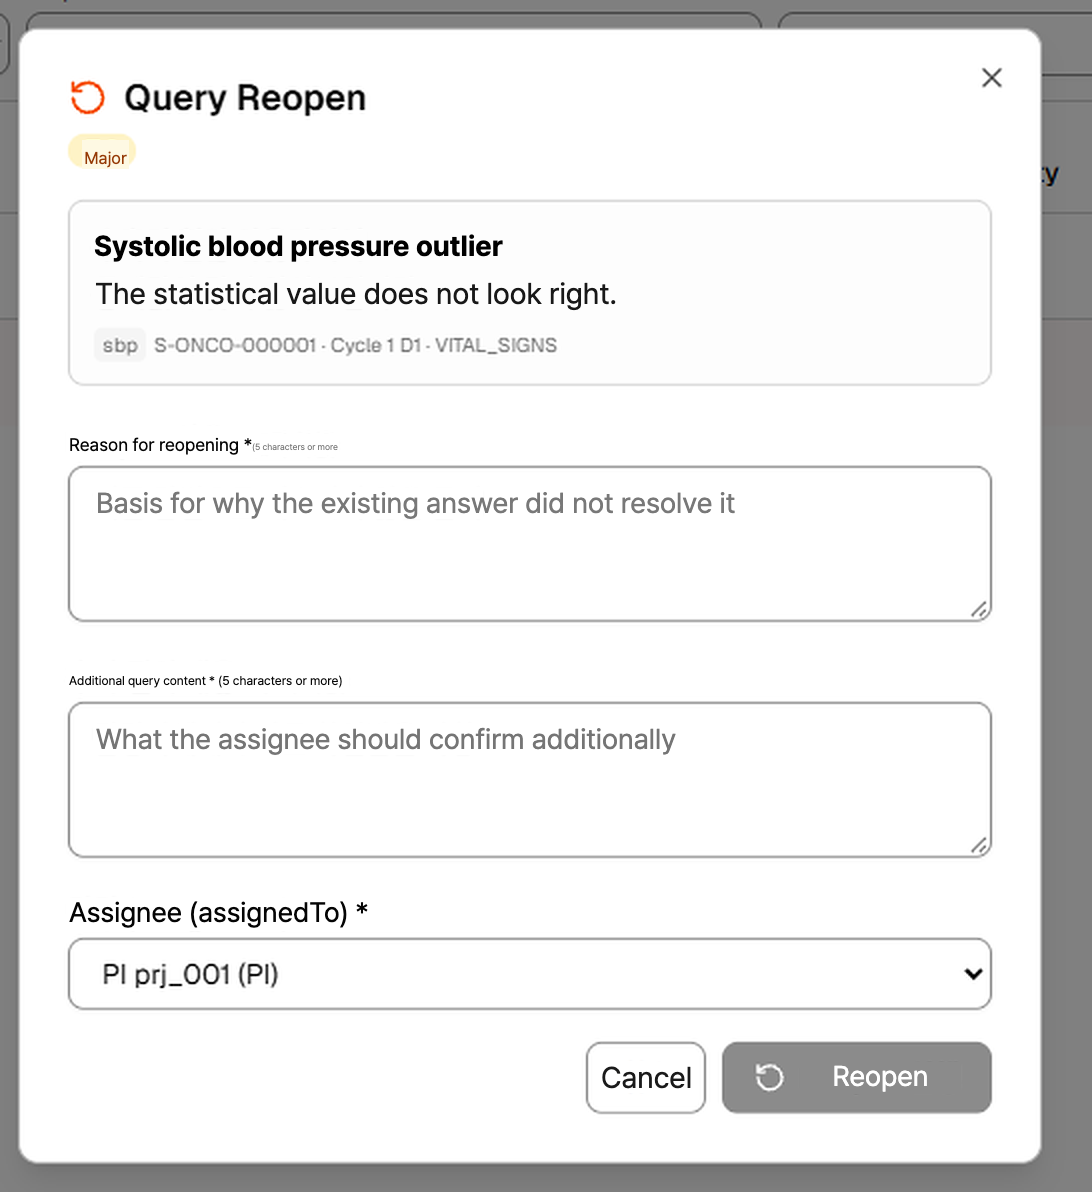 Query Reopen
Major
Systolic blood pressure outlier
The statistical value does not look right.
sbp S-ONCO-000001 · Cycle 1 D1 · VITAL_SIGNS
Reason for reopening *(5 characters or more
Basis for why the existing answer did not resolve it
Additional query content * (5 characters or more)
What the assignee should confirm additionally
Assignee (assignedTo) *
PI prj_001 (PI)
Cancel Reopen